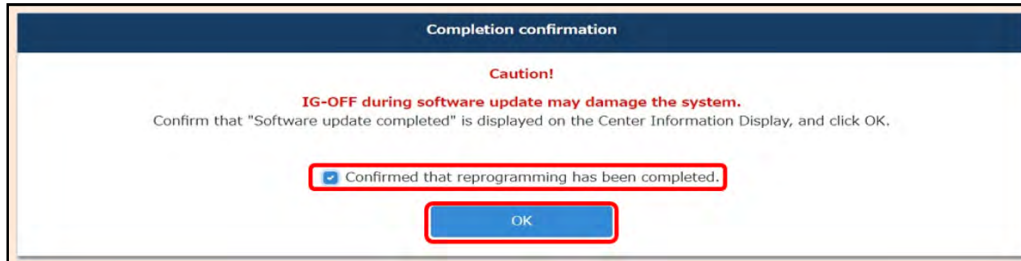 Completion confirmation
Caution!
IG-OFF during software update may damage the system.
Confirm that "Software update completed" is displayed on the Center Information Display, and click OK.
Confirmed that reprogramming has been completed.
OK